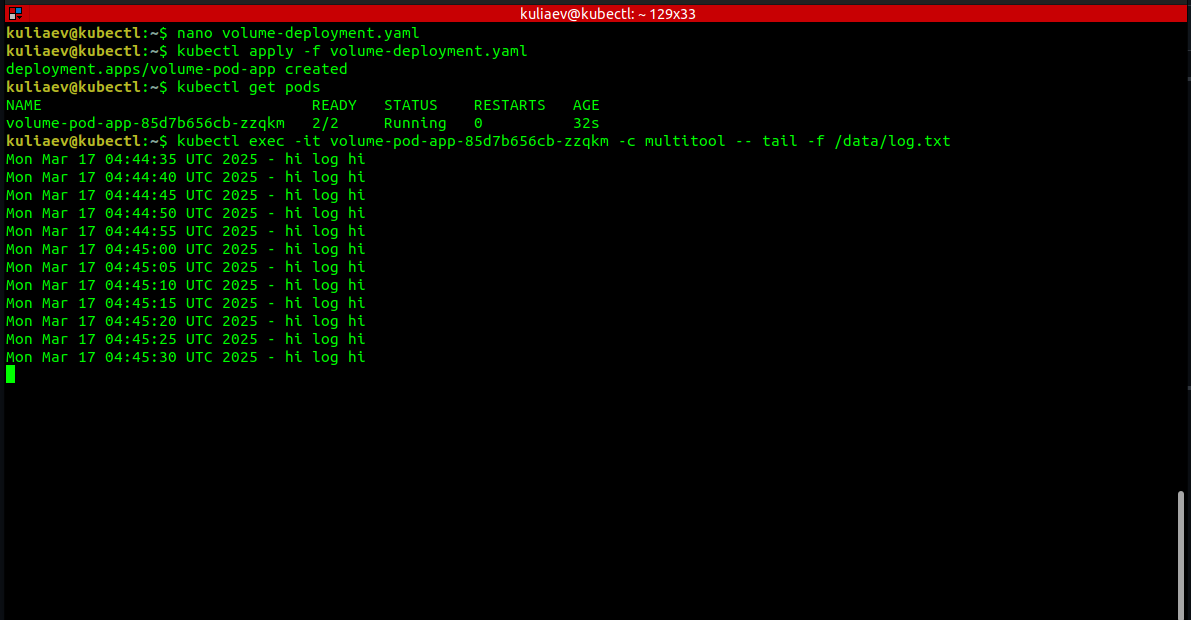 kuliaev@kubectl: ~ 129x33
kuliaev@kubectl:~$ nano volume-deployment.yaml
kuliaev@kubectl:~$ kubectl apply -f volume-deployment.yaml
deployment.apps/volume-pod-app created
kuliaev@kubectl:~$ kubectl get pods
NAME                              READY   STATUS    RESTARTS   AGE
volume-pod-app-85d7b656cb-zzqkm   2/2     Running   0          32s
kuliaev@kubectl:~$ kubectl exec -it volume-pod-app-85d7b656cb-zzqkm -c multitool -- tail -f /data/log.txt
Mon Mar 17 04:44:35 UTC 2025 - hi log hi
Mon Mar 17 04:44:40 UTC 2025 - hi log hi
Mon Mar 17 04:44:45 UTC 2025 - hi log hi
Mon Mar 17 04:44:50 UTC 2025 - hi log hi
Mon Mar 17 04:44:55 UTC 2025 - hi log hi
Mon Mar 17 04:45:00 UTC 2025 - hi log hi
Mon Mar 17 04:45:05 UTC 2025 - hi log hi
Mon Mar 17 04:45:10 UTC 2025 - hi log hi
Mon Mar 17 04:45:15 UTC 2025 - hi log hi
Mon Mar 17 04:45:20 UTC 2025 - hi log hi
Mon Mar 17 04:45:25 UTC 2025 - hi log hi
Mon Mar 17 04:45:30 UTC 2025 - hi log hi